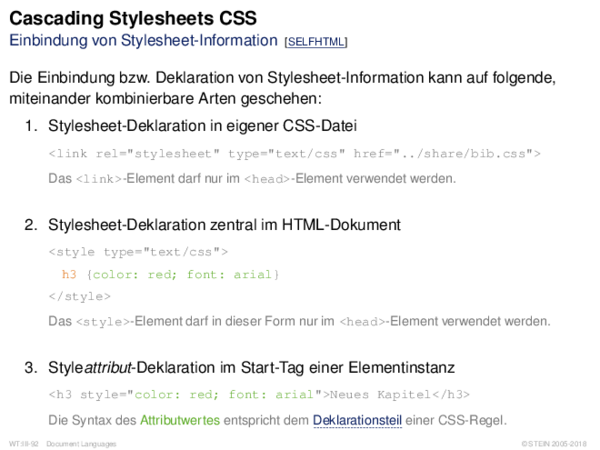 Cascading Stylesheets CSS
Einbindung von Stylesheet-Information [SELFHTML]
Die Einbindung bzw. Deklaration von Stylesheet-Information kann auf folgende,
miteinander kombinierbare Arten geschehen:
1. Stylesheet-Deklaration in eigener CSS-Datei
<link rel="stylesheet" type="text/css" href="../share/bib.css">
Das <link>-Element darf nur im <head>-Element verwendet werden.
2. Stylesheet-Deklaration zentral im HTML-Dokument
<style type="text/css">
h3 {color: red; font: arial}
</style>
Das <style>-Element darf in dieser Form nur im <head>-Element verwendet werden.
3. Styleattribut-Deklaration im Start-Tag einer Elementinstanz
<h3 style="color: red; font: arial">Neues Kapitel</h3>
Die Syntax des Attributwertes entspricht dem Deklarationsteil einer CSS-Regel.
WT:III-92 Document Languages © STEIN 2005-2018